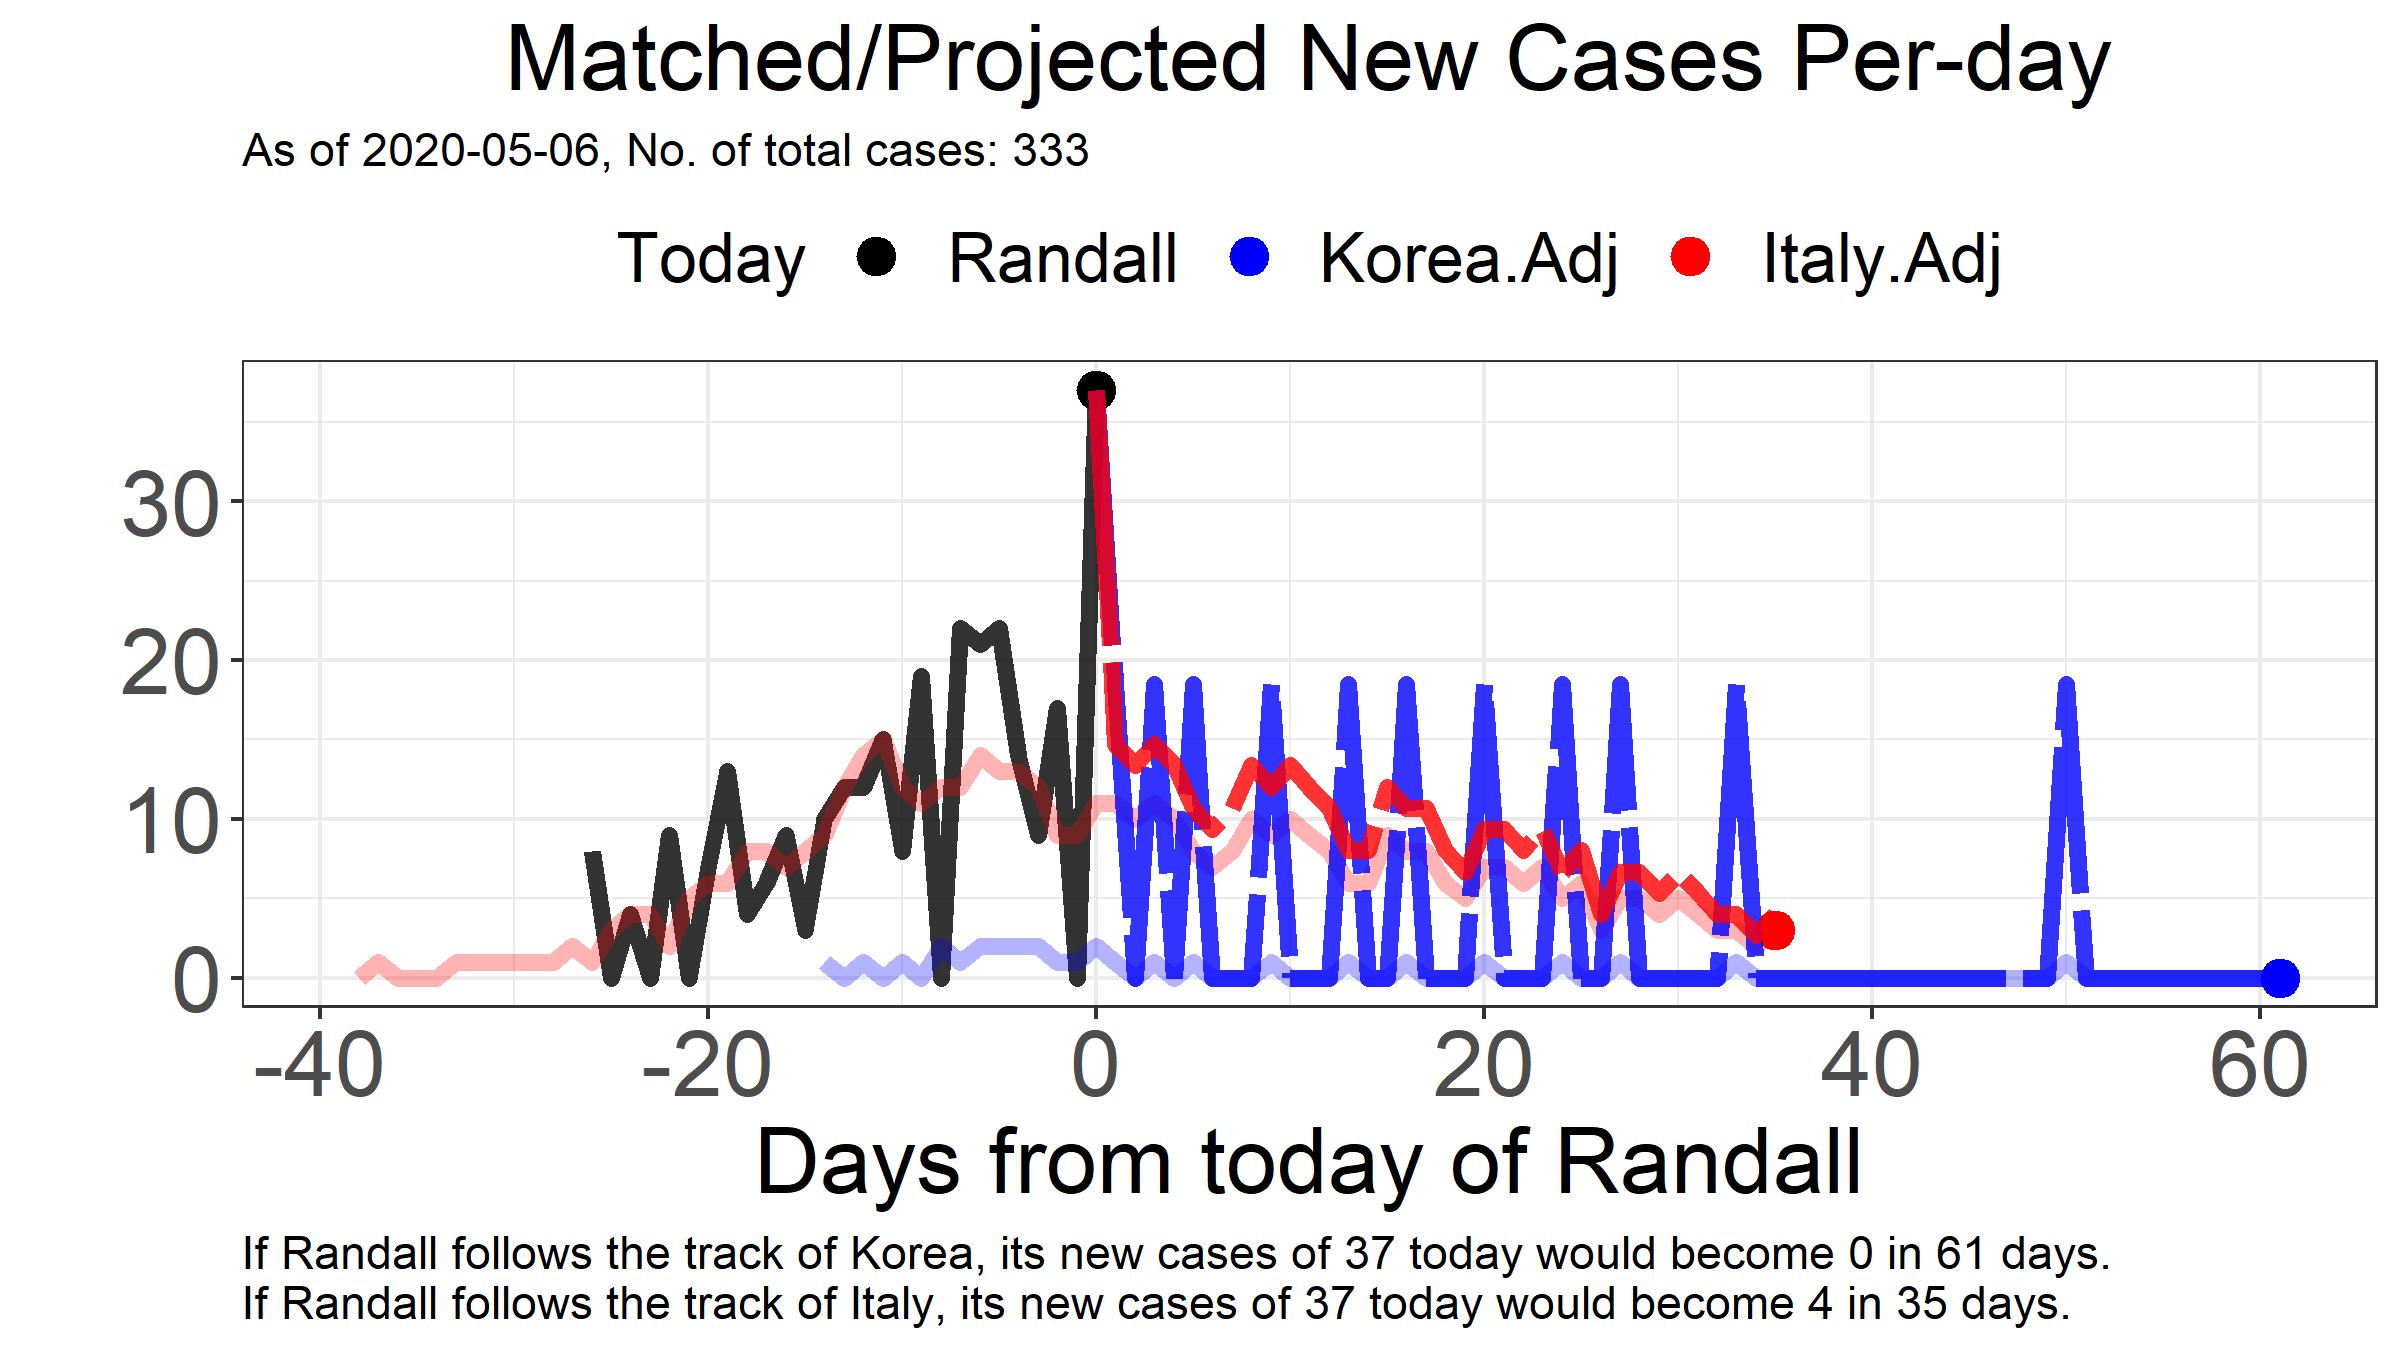 Matched/Projected New Cases Per-day
As of 2020-05-06, No. of total cases: 333
Today Randall Korea.Adj Italy.Adj
30
20
10
0
-40 -20 0 20 40 60
Days from today of Randall
If Randall follows the track of Korea, its new cases of 37 today would become 0 in 61 days.
If Randall follows the track of Italy, its new cases of 37 today would become 4 in 35 days.